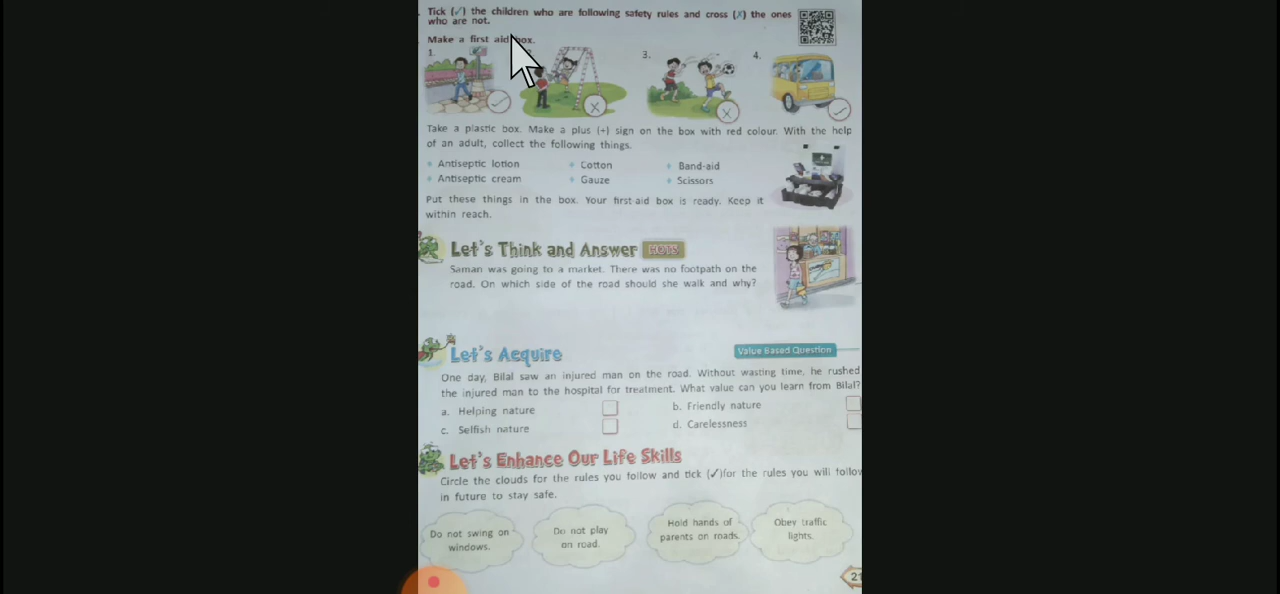 Tick (✓) the children who are following safety rules and cross (✗) the ones
who are not.
Make a first aid box.
1.
3.
4.
Take a plastic box. Make a plus (+) sign on the box with red colour. With the help
of an adult, collect the following things.
• Antiseptic lotion • Cotton • Band-aid
• Antiseptic cream • Gauze • Scissors
Put these things in the box. Your first-aid box is ready. Keep it
within reach.
Let's Think and Answer HOTS
Saman was going to a market. There was no footpath on the
road. On which side of the road should she walk and why?
Let's Acquire
Value Based Question
One day, Bilal saw an injured man on the road. Without wasting time, he rushed
the injured man to the hospital for treatment. What value can you learn from Bilal?
a. Helping nature b. Friendly nature
c. Selfish nature d. Carelessness
Let's Enhance Our Life Skills
Circle the clouds for the rules you follow and tick (✓)for the rules you will follow
in future to stay safe.
Do not swing on
windows.
Do not play
on road.
Hold hands of
parents on roads.
Obey traffic
lights.
21